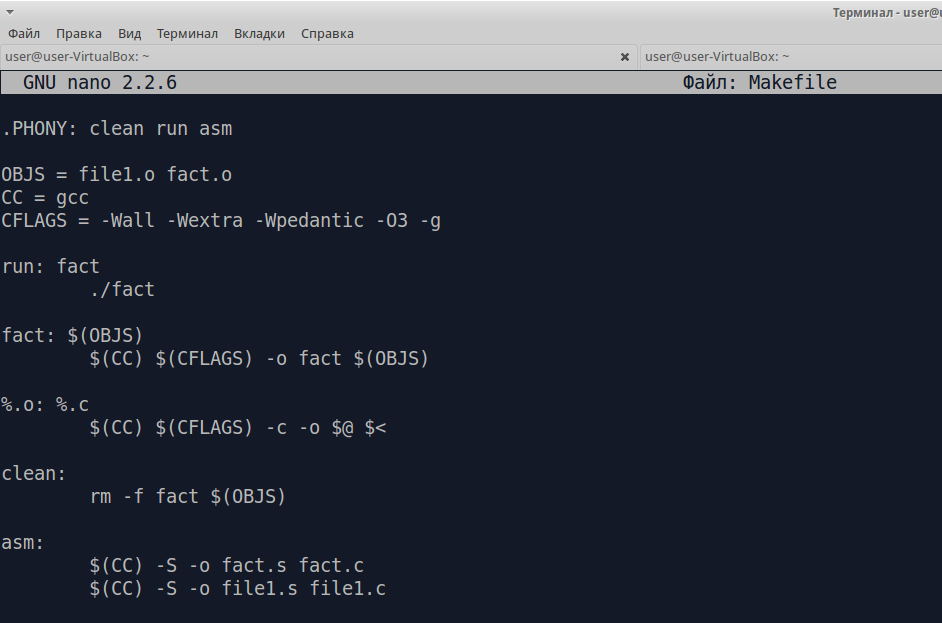 Терминал - user@
Файл Правка Вид Терминал Вкладки Справка
user@user-VirtualBox: ~ user@user-VirtualBox: ~
GNU nano 2.2.6 Файл: Makefile
.PHONY: clean run asm
OBJS = file1.o fact.o
CC = gcc
CFLAGS = -Wall -Wextra -Wpedantic -O3 -g
run: fact
./fact
fact: $(OBJS)
$(CC) $(CFLAGS) -o fact $(OBJS)
%.o: %.c
$(CC) $(CFLAGS) -c -o $@ $<
clean:
rm -f fact $(OBJS)
asm:
$(CC) -S -o fact.s fact.c
$(CC) -S -o file1.s file1.c